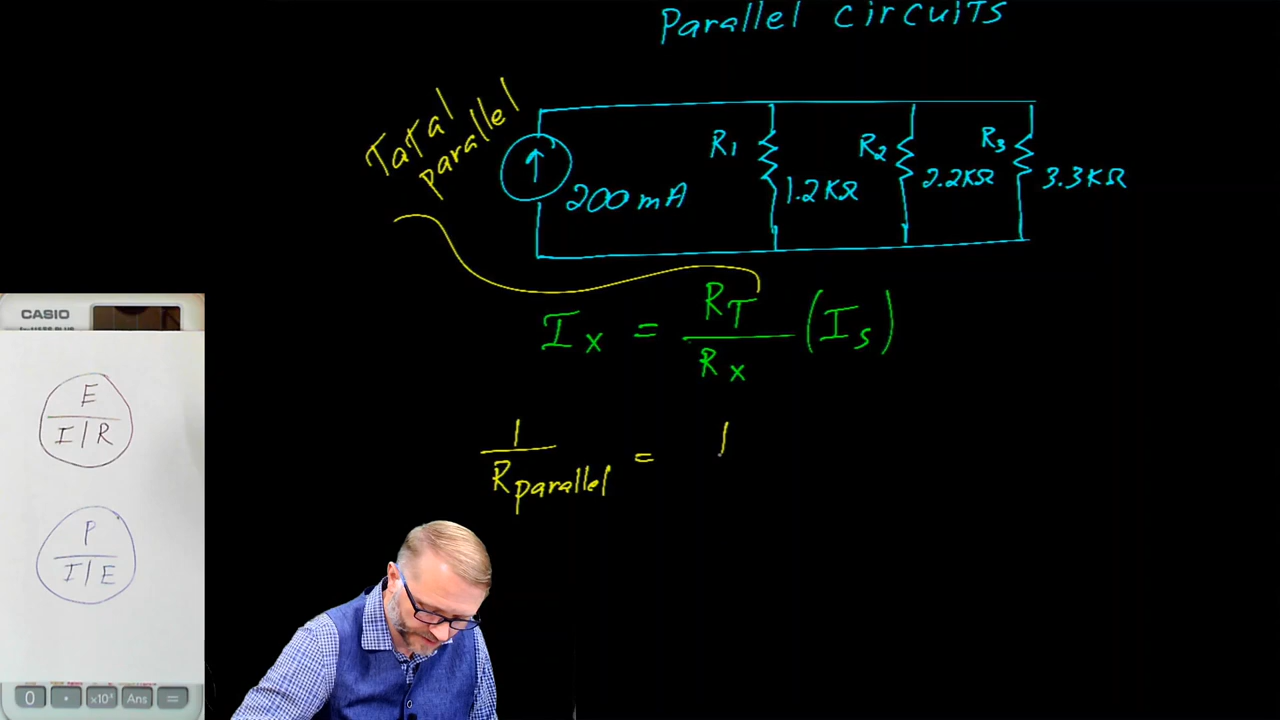 Parallel circuits
TaTal
parallel
R1
R2
R3
200 mA
1.2KΩ
2.2KΩ
3.3KΩ
Ix = RT/Rx (Is)
1/Rparallel = 1
CASIO
E
I/R
P
I/E
0 · ×10ˣ Ans =